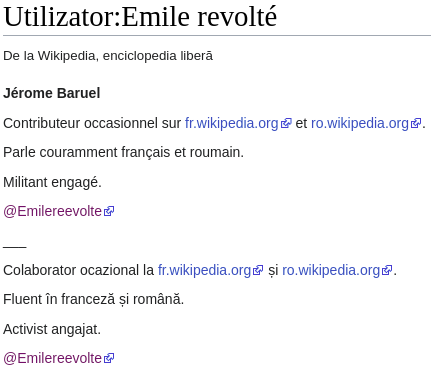 Utilizator:Emile revolté
De la Wikipedia, enciclopedia liberă
Jérome Baruel
Contributeur occasionnel sur fr.wikipedia.org et ro.wikipedia.org.
Parle couramment français et roumain.
Militant engagé.
@Emilereevolte
___
Colaborator ocazional la fr.wikipedia.org și ro.wikipedia.org.
Fluent în franceză și română.
Activist angajat.
@Emilereevolte